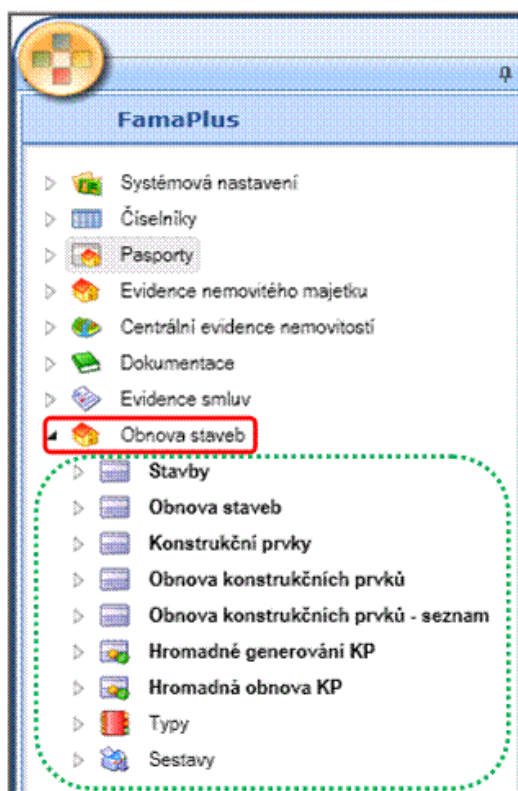 FamaPlus
Systémová nastavení
Číselníky
Pasporty
Evidence nemovitého majetku
Centrální evidence nemovitostí
Dokumentace
Evidence smluv
Obnova staveb
Stavby
Obnova staveb
Konstrukční prvky
Obnova konstrukčních prvků
Obnova konstrukčních prvků - seznam
Hromadné generování KP
Hromadná obnova KP
Typy
Sestavy